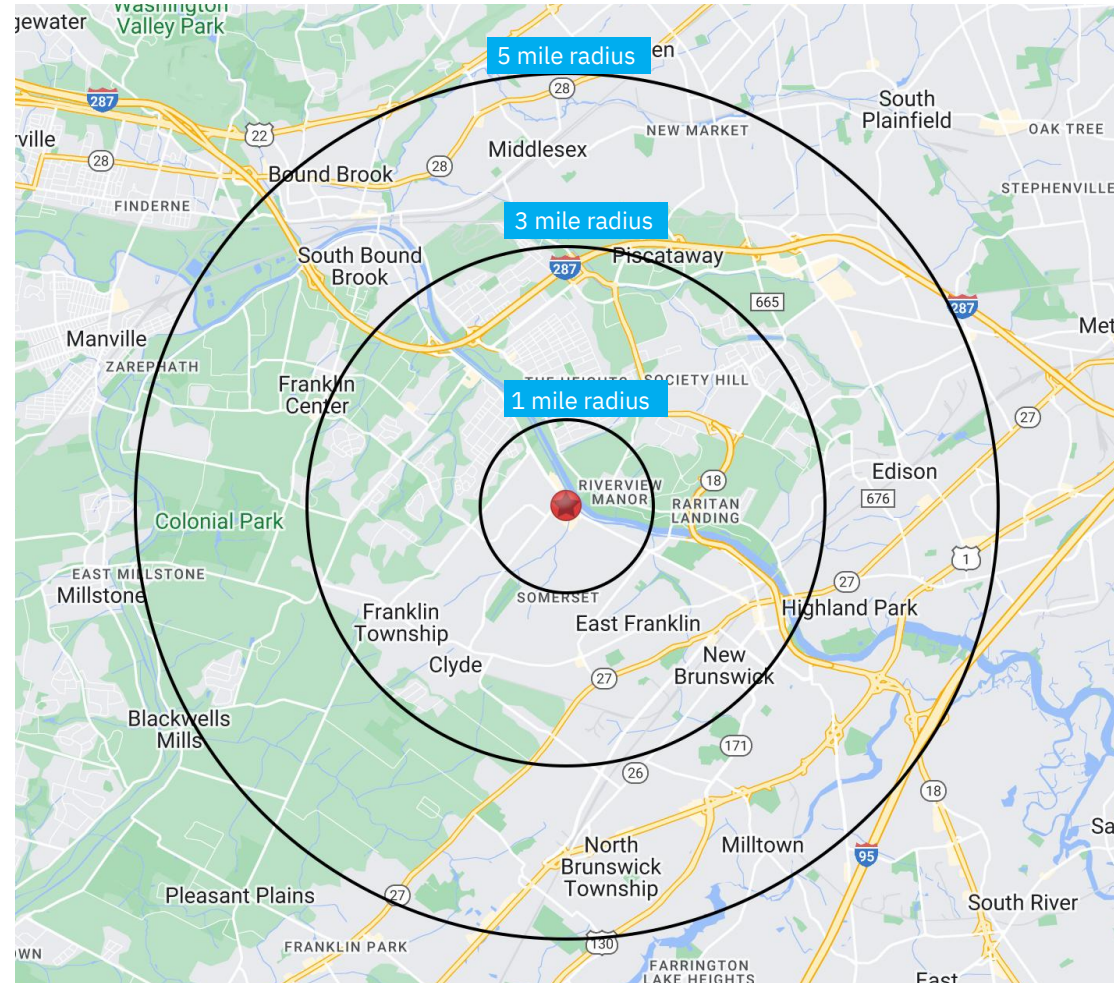 Washington
Valley Park
gewater
5 mile radius
en
28
287
22
South
Plainfield
OAK TREE
NEW MARKET
rville
28
Middlesex
28
Bound Brook
STEPHENVILLE
FINDERNE
3 mile radius
South Bound
Brook
287
Piscataway
665
287
Met
Manville
ZAREPHATH
Franklin
Center
SOCIETY HILL
1 mile radius
27
Edison
676
18
RIVERVIEW
MANOR
RARITAN
LANDING
Colonial Park
1
EAST MILLSTONE
Millstone
27
SOMERSET
Highland Park
Franklin
Township
East Franklin
Clyde
New
Brunswick
27
Blackwells
Mills
171
26
18
Sa
North
Brunswick
Township
Milltown
95
Pleasant Plains
27
South River
FRANKLIN PARK
130
OWN
FARRINGTON
LAKE HEIGHTS
East